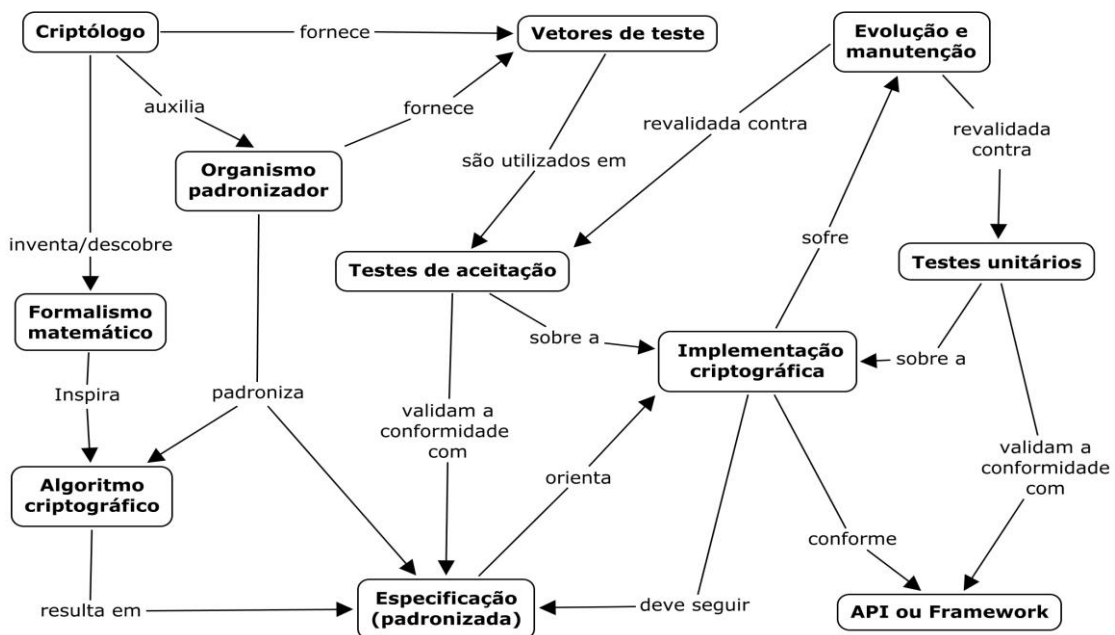 Criptólogo
fornece
Vetores de teste
Evolução e
manutenção
auxilia
fornece
revalidada contra
revalidada
contra
Organismo
padronizador
são utilizados em
inventa/descobre
sofre
Testes de aceitação
Testes unitários
Formalismo
matemático
sobre a
Implementação
criptográfica
sobre a
Inspira
padroniza
validam a
conformidade
com
validam a
conformidade
com
Algoritmo
criptográfico
orienta
conforme
resulta em
Especificação
(padronizada)
deve seguir
API ou Framework